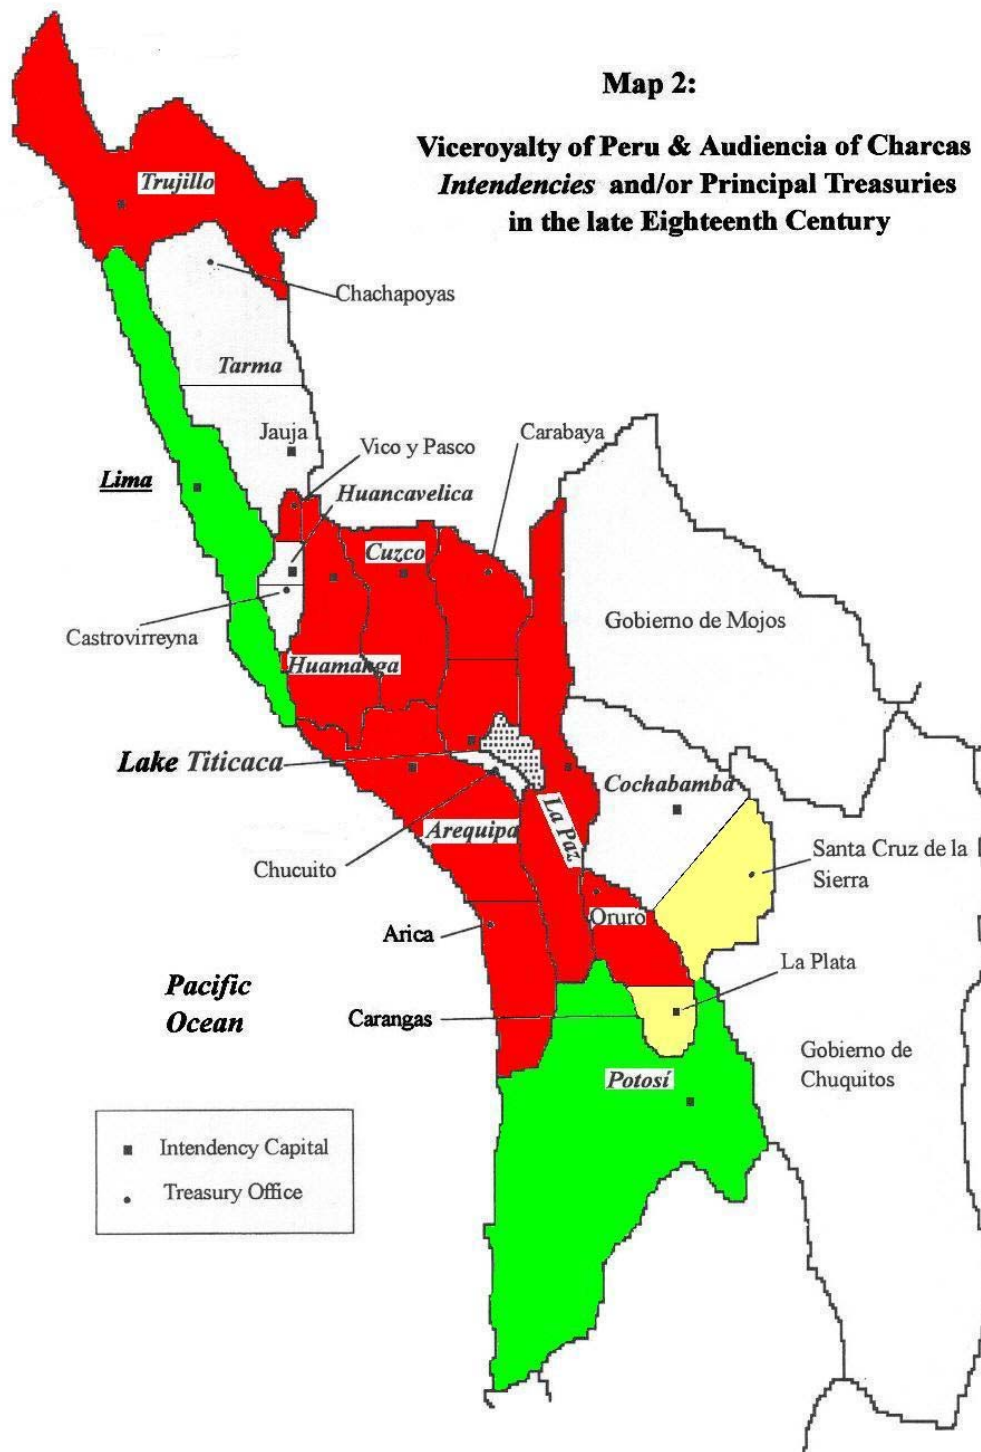 Map 2:
Viceroyalty of Peru & Audiencia of Charcas
Intendencies and/or Principal Treasuries
in the late Eighteenth Century
Trujillo
Chachapoyas
Tarma
Jauja
Vico y Pasco
Carabaya
Lima
Huancavelica
Cuzco
Gobierno de Mojos
Castrovirreyna
Huamanga
Lake Titicaca
Cochabamba
La Paz
Arequipa
Chucuito
Santa Cruz de la
Sierra
Oruro
Arica
La Plata
Pacific
Ocean
Carangas
Gobierno de
Chuquitos
Potosí
Intendency Capital
Treasury Office